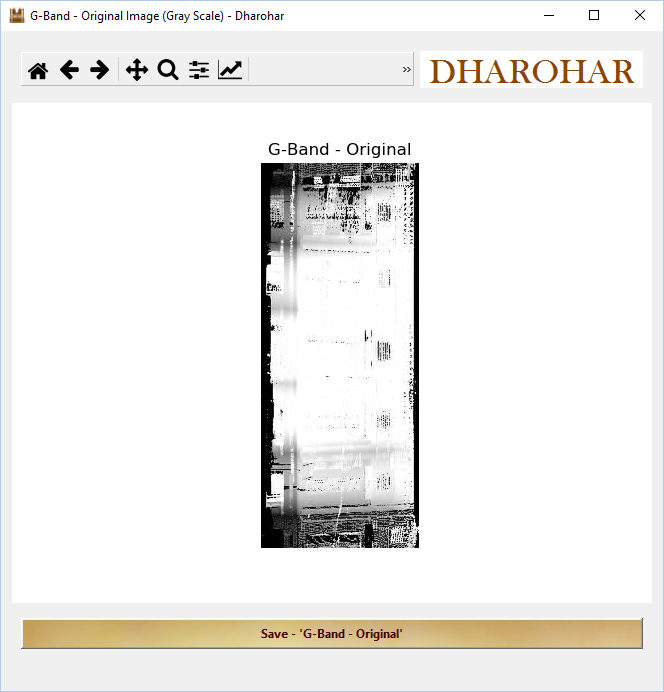 G-Band - Original Image (Gray Scale) - Dharohar
»
DHAROHAR
G-Band - Original
Save - 'G-Band - Original'